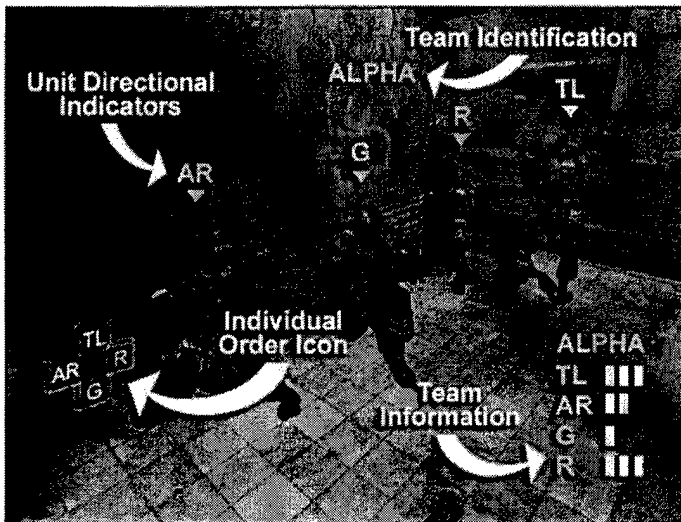 Team Identification
ALPHA
Unit Directional
Indicators
TL
R
G
AR
Individual
Order Icon
TL
AR
R
G
Team
Information
ALPHA
TL
AR
G
R